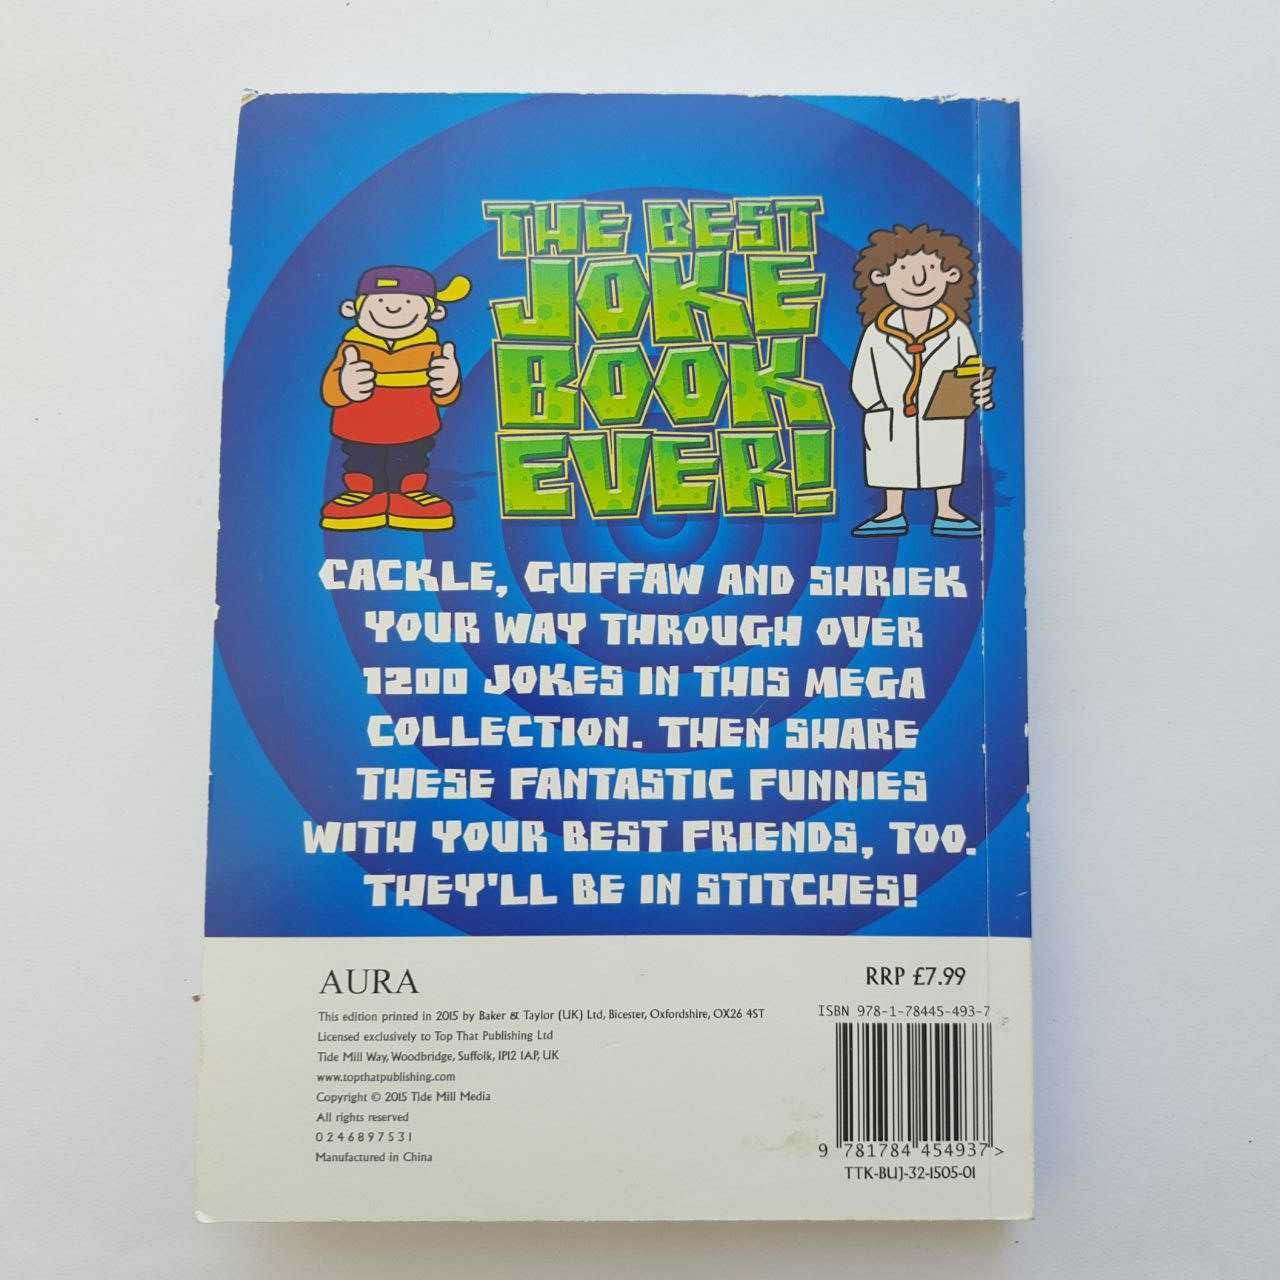 THE BEST
JOKE
BOOK
EVER!
CACKLE, GUFFAW AND SHRIEK
YOUR WAY THROUGH OVER
1200 JOKES IN THIS MEGA
COLLECTION. THEN SHARE
THESE FANTASTIC FUNNIES
WITH YOUR BEST FRIENDS, TOO.
THEY'LL BE IN STITCHES!
AURA
This edition printed in 2015 by Baker & Taylor (UK) Ltd, Bicester, Oxfordshire, OX26 4ST
Licensed exclusively to Top That Publishing Ltd
Tide Mill Way, Woodbridge, Suffolk, IP12 1AP, UK
www.topthatpublishing.com
Copyright © 2015 Tide Mill Media
All rights reserved
0 2 4 6 8 9 7 5 3 1
Manufactured in China
RRP £7.99
ISBN 978-1-78445-493-7
9 781784 454937 >
TTK-BUJ-32-1505-01